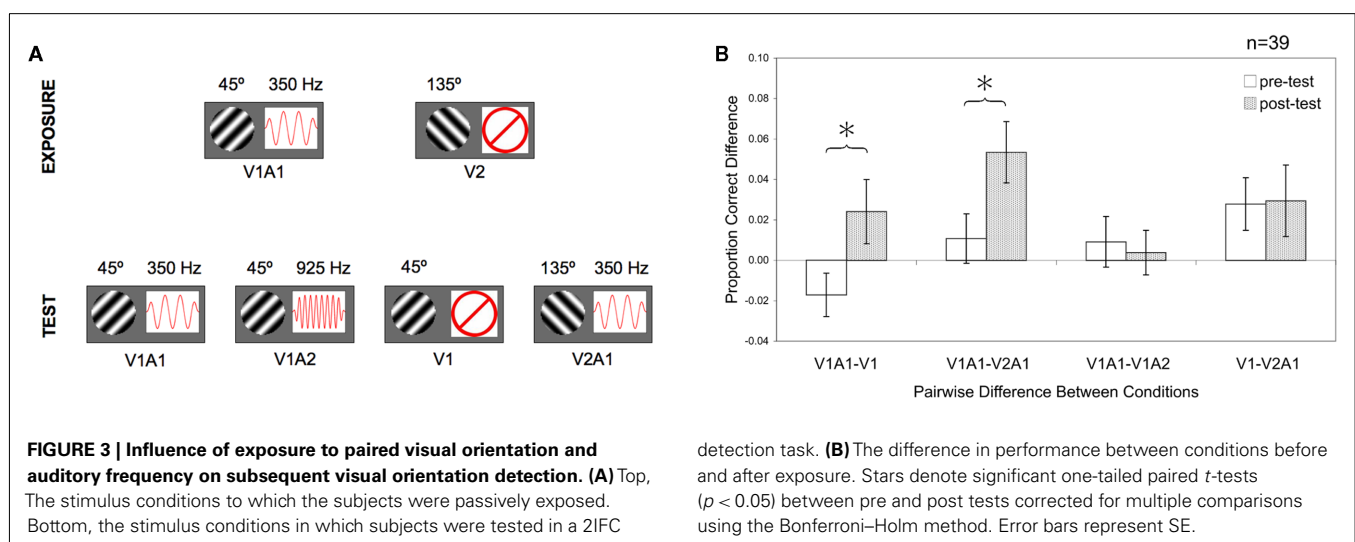 A
EXPOSURE
45º 350 Hz
135º
V1A1
V2
TEST
45º 350 Hz
45º 925 Hz
45º
135º 350 Hz
V1A1
V1A2
V1
V2A1
B
n=39
pre-test
post-test
Proportion Correct Difference
0.10
0.08
0.06
0.04
0.02
0.00
-0.02
-0.04
*
*
V1A1-V1
V1A1-V2A1
V1A1-V1A2
V1-V2A1
Pairwise Difference Between Conditions
FIGURE 3 | Influence of exposure to paired visual orientation and
auditory frequency on subsequent visual orientation detection. (A) Top,
The stimulus conditions to which the subjects were passively exposed.
Bottom, the stimulus conditions in which subjects were tested in a 2IFC
detection task. (B) The difference in performance between conditions before
and after exposure. Stars denote significant one-tailed paired t-tests
(p < 0.05) between pre and post tests corrected for multiple comparisons
using the Bonferroni–Holm method. Error bars represent SE.